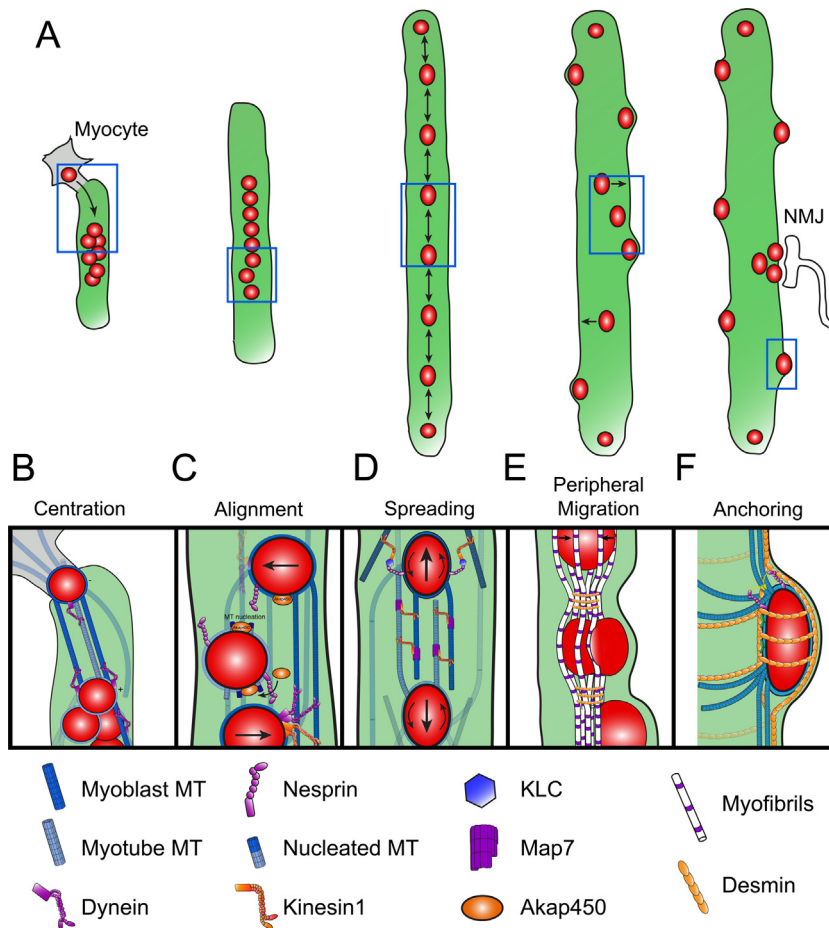 A
Myocyte
NMJ
B
C
D
E
F
Centration
Alignment
Spreading
Peripheral
Migration
Anchoring
-
+
MT nucleation
Myoblast MT
Nesprin
KLC
Myofibrils
Myotube MT
Nucleated MT
Map7
Dynein
Kinesin1
Akap450
Desmin